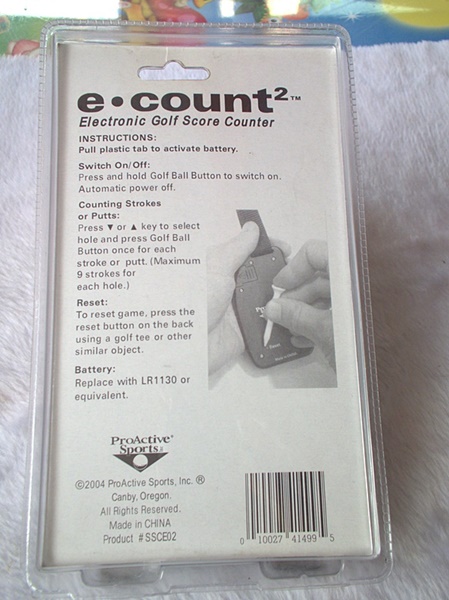 e•count²™
Electronic Golf Score Counter
INSTRUCTIONS:
Pull plastic tab to activate battery.
Switch On/Off:
Press and hold Golf Ball Button to switch on.
Automatic power off.
Counting Strokes
or Putts:
Press ▼ or ▲ key to select
hole and press Golf Ball
Button once for each
stroke or putt. (Maximum
9 strokes for
each hole.)
Reset:
To reset game, press the
reset button on the back
using a golf tee or other
similar object.
Battery:
Replace with LR1130 or
equivalent.
ProActive®
Sports
©2004 ProActive Sports, Inc. ®
Canby, Oregon.
All Rights Reserved.
Made in CHINA
Product #SSCE02
0 10027 41499 5